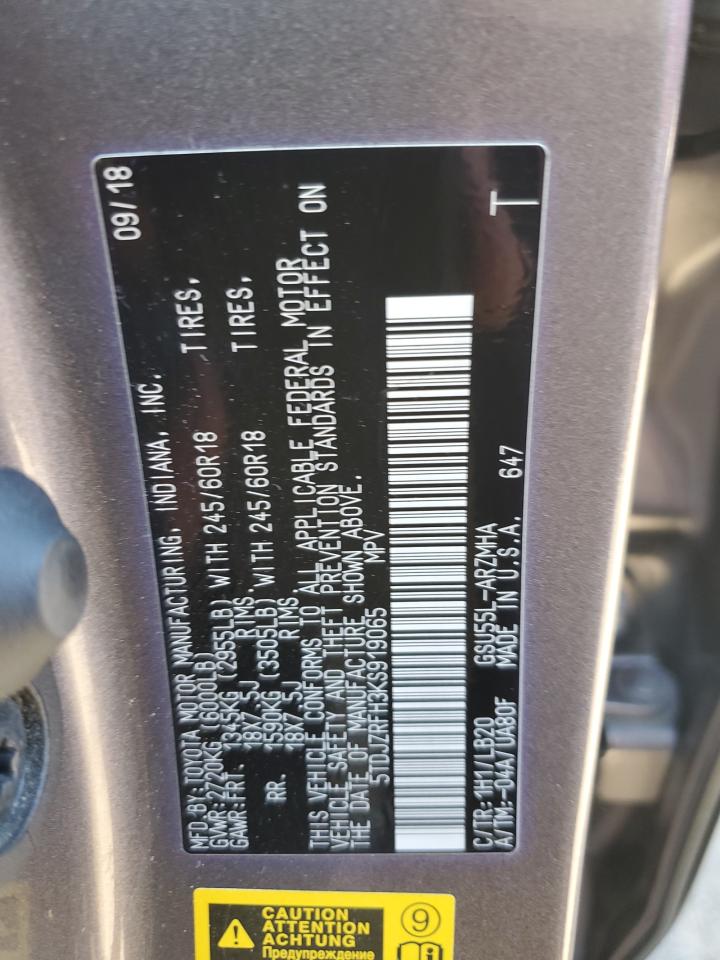 MFD.BY:TOYOTA MOTOR MANUFACTURING, INDIANA, INC. 09/18
GVWR:2720KG (6000LB)
GAWR:FRT. 1345KG (2955LB) WITH 245/60R18 TIRES,
18X7.5J RIMS.
RR. 1590KG (3505LB) WITH 245/60R18 TIRES,
18X7.5J RIMS
THIS VEHICLE CONFORMS TO ALL APPLICABLE FEDERAL MOTOR
VEHICLE SAFETY AND THEFT PREVENTION STANDARDS IN EFFECT ON
THE DATE OF MANUFACTURE SHOWN ABOVE.
5TDJZRFH3KS919065 MPV
C/TR:1H1/LB20 GSU55L-ARZMHA
A/TM:-04A/UA80F MADE IN U.S.A. 647 T
CAUTION
ATTENTION
ACHTUNG
Предупреждение
9